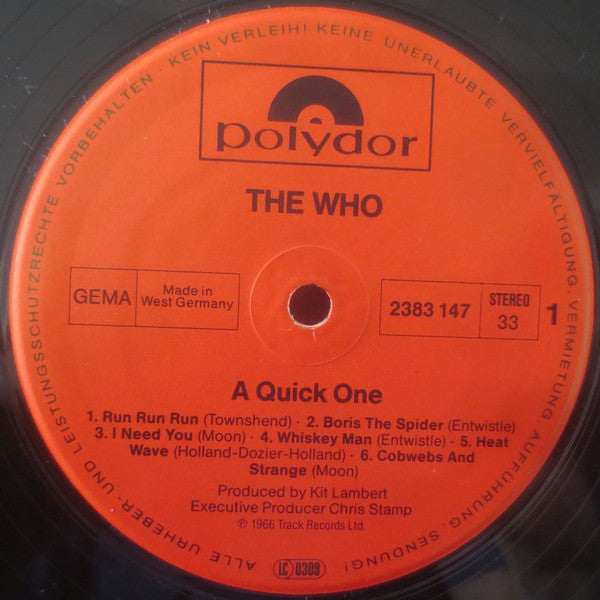 ALLE URHEBER- UND LEISTUNGSSCHUTZRECHTE VORBEHALTEN · KEIN VERLEIH! KEINE UNERLAUBTE VERVIELFÄLTIGUNG, VERMIETUNG, AUFFÜHRUNG, SENDUNG!
polydor
THE WHO
GEMA
Made in
West Germany
2383 147
STEREO
33
1
A Quick One
1. Run Run Run (Townshend) · 2. Boris The Spider (Entwistle)
3. I Need You (Moon) · 4. Whiskey Man (Entwistle) · 5. Heat
Wave (Holland-Dozier-Holland) · 6. Cobwebs And
Strange (Moon)
Produced by Kit Lambert
Executive Producer Chris Stamp
℗ 1966 Track Records Ltd.
LC 0309